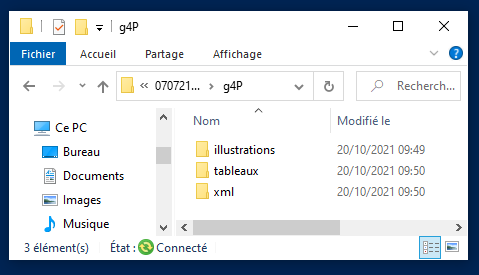 g4P
Fichier Accueil Partage Affichage
« 070721... › g4P Recherch...
Nom Modifié le
Ce PC
Bureau
Documents
Images
Musique
illustrations 20/10/2021 09:49
tableaux 20/10/2021 09:50
xml 20/10/2021 09:50
3 élément(s) État : Connecté